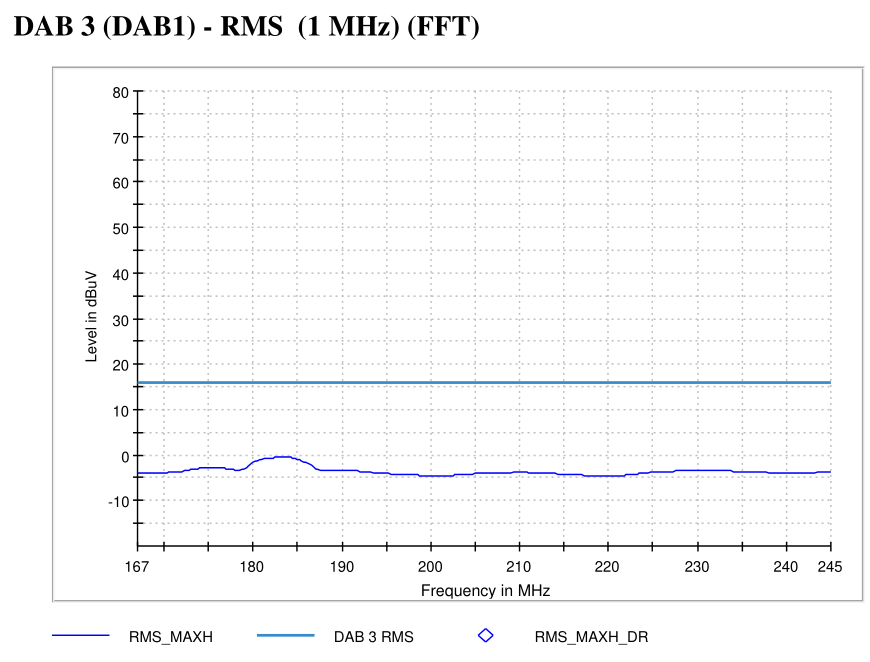 DAB 3 (DAB1) - RMS  (1 MHz) (FFT)
80
70
60
50
40
30
20
10
0
-10
Level in dBuV
167 180 190 200 210 220 230 240 245
Frequency in MHz
RMS_MAXH DAB 3 RMS RMS_MAXH_DR